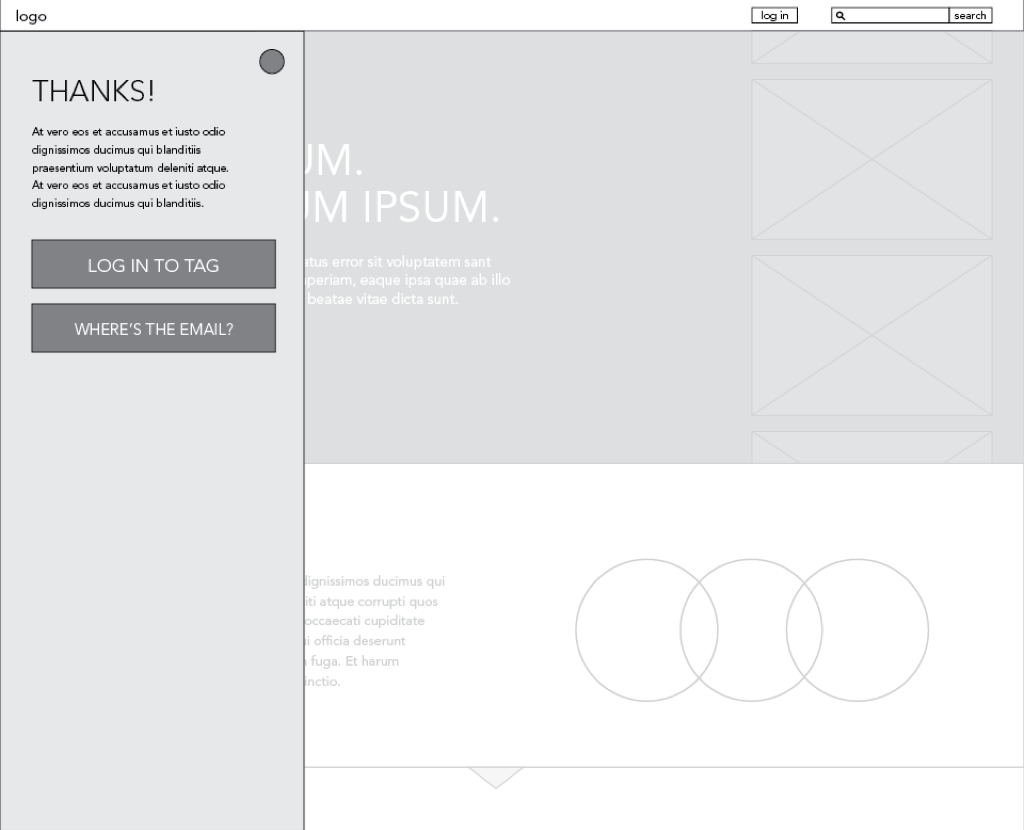 logo
log in
search
THANKS!
At vero eos et accusamus et iusto odio
dignissimos ducimus qui blanditiis
praesentium voluptatum deleniti atque.
At vero eos et accusamus et iusto odio
dignissimos ducimus qui blanditiis.
LOG IN TO TAG
WHERE'S THE EMAIL?
UM.
UM IPSUM.
atus error sit voluptatem sant
periam, eaque ipsa quae ab illo
beatae vitae dicta sunt.
dignissimos ducimus qui
iti atque corrupti quos
occaecati cupiditate
i officia deserunt
fuga. Et harum
inctio.